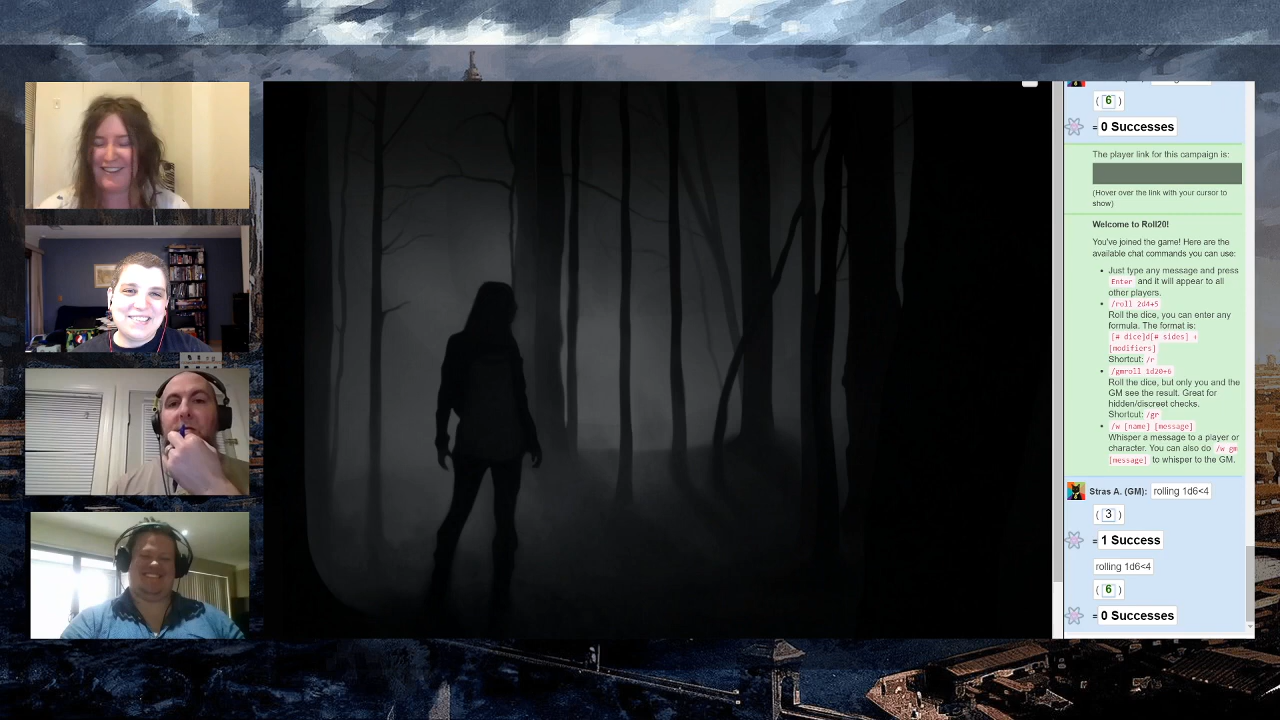 ( 6 )
= 0 Successes
The player link for this campaign is:
(Hover over the link with your cursor to
show)
Welcome to Roll20!
You've joined the game! Here are the
available chat commands you can use:
• Just type any message and press
Enter and it will appear to all
other players.
• /roll 2d4+5
Roll the dice, you can enter any
formula. The format is:
[# dice]d[# sides] +
[modifiers]
Shortcut: /r
• /gmroll 1d20+6
Roll the dice, but only you and the
GM see the result. Great for
hidden/discreet checks.
Shortcut: /gr
• /w [name] [message]
Whisper a message to a player or
character. You can also do /w gm
[message] to whisper to the GM.
Stras A. (GM): rolling 1d6<4
( 3 )
= 1 Success
rolling 1d6<4
( 6 )
= 0 Successes